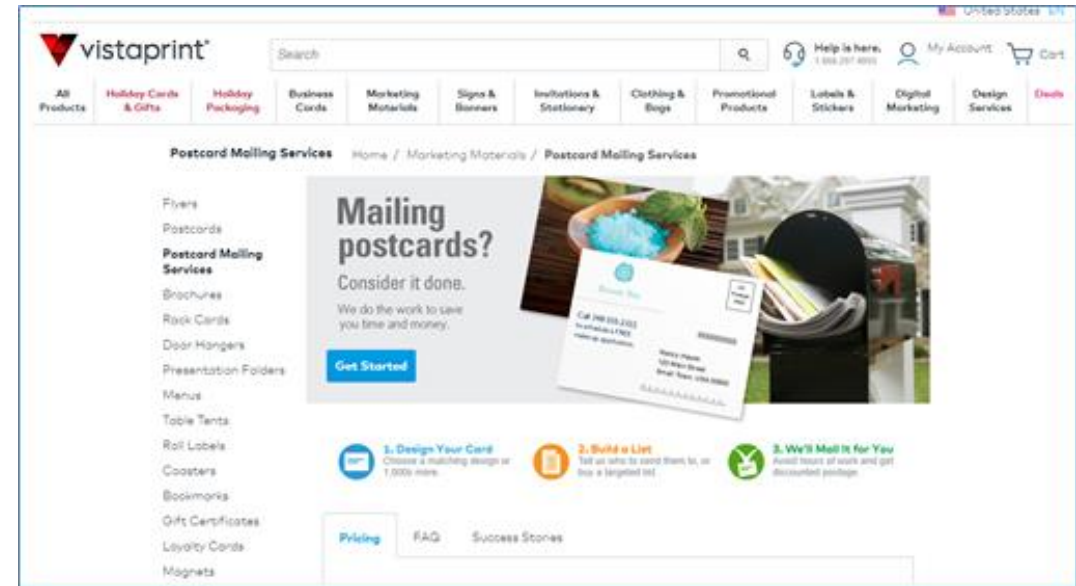 United States EN
vistaprint
Search
Help is here.
My Account
Cart
All Products
Holiday Cards & Gifts
Holiday Packaging
Business Cards
Marketing Materials
Signs & Banners
Invitations & Stationery
Clothing & Bags
Promotional Products
Labels & Stickers
Digital Marketing
Design Services
Deals
Postcard Mailing Services
Home / Marketing Materials / Postcard Mailing Services
Flyers
Postcards
Postcard Mailing
Services
Brochures
Rack Cards
Door Hangers
Presentation Folders
Menus
Table Tents
Roll Labels
Coasters
Bookmarks
Gift Certificates
Loyalty Cards
Magnets
Mailing
postcards?
Consider it done.
We do the work to save
you time and money.
Get Started
1. Design Your Card
Choose a matching design or
1,000s more.
2. Build a List
Tell us who to send them to, or
buy a targeted list.
3. We'll Mail It for You
Avoid hours of work and get
discounted postage.
Pricing
FAQ
Success Stories